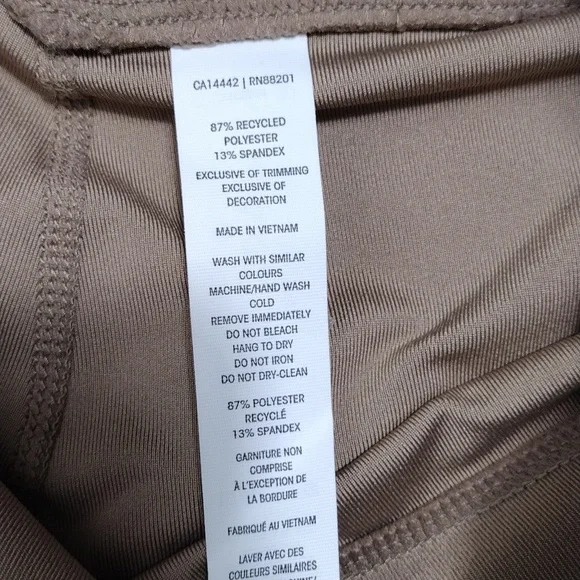 CA14442 | RN88201
87% RECYCLED
POLYESTER
13% SPANDEX
EXCLUSIVE OF TRIMMING
EXCLUSIVE OF
DECORATION
MADE IN VIETNAM
WASH WITH SIMILAR
COLOURS
MACHINE/HAND WASH
COLD
REMOVE IMMEDIATELY
DO NOT BLEACH
HANG TO DRY
DO NOT IRON
DO NOT DRY-CLEAN
87% POLYESTER
RECYCLÉ
13% SPANDEX
GARNITURE NON
COMPRISE
À L'EXCEPTION DE
LA BORDURE
FABRIQUÉ AU VIETNAM
LAVER AVEC DES
COULEURS SIMILAIRES